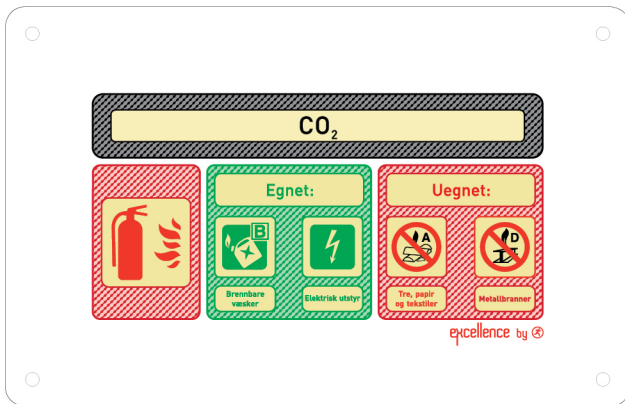 CO₂
Egnet:
Uegnet:
B
A
D
Brennbare
væsker
Elektrisk utstyr
Tre, papir
og tekstiler
Metallbranner
excellence by